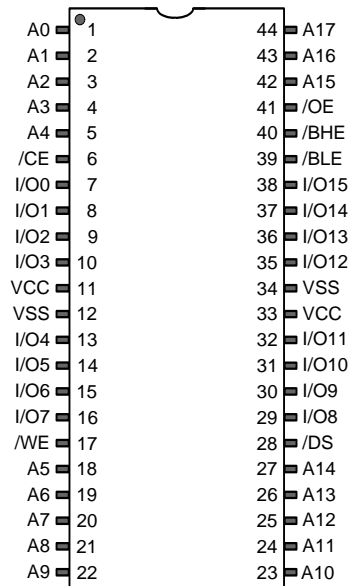 A0 1 44 A17
A1 2 43 A16
A2 3 42 A15
A3 4 41 /OE
A4 5 40 /BHE
/CE 6 39 /BLE
I/O0 7 38 I/O15
I/O1 8 37 I/O14
I/O2 9 36 I/O13
I/O3 10 35 I/O12
VCC 11 34 VSS
VSS 12 33 VCC
I/O4 13 32 I/O11
I/O5 14 31 I/O10
I/O6 15 30 I/O9
I/O7 16 29 I/O8
/WE 17 28 /DS
A5 18 27 A14
A6 19 26 A13
A7 20 25 A12
A8 21 24 A11
A9 22 23 A10